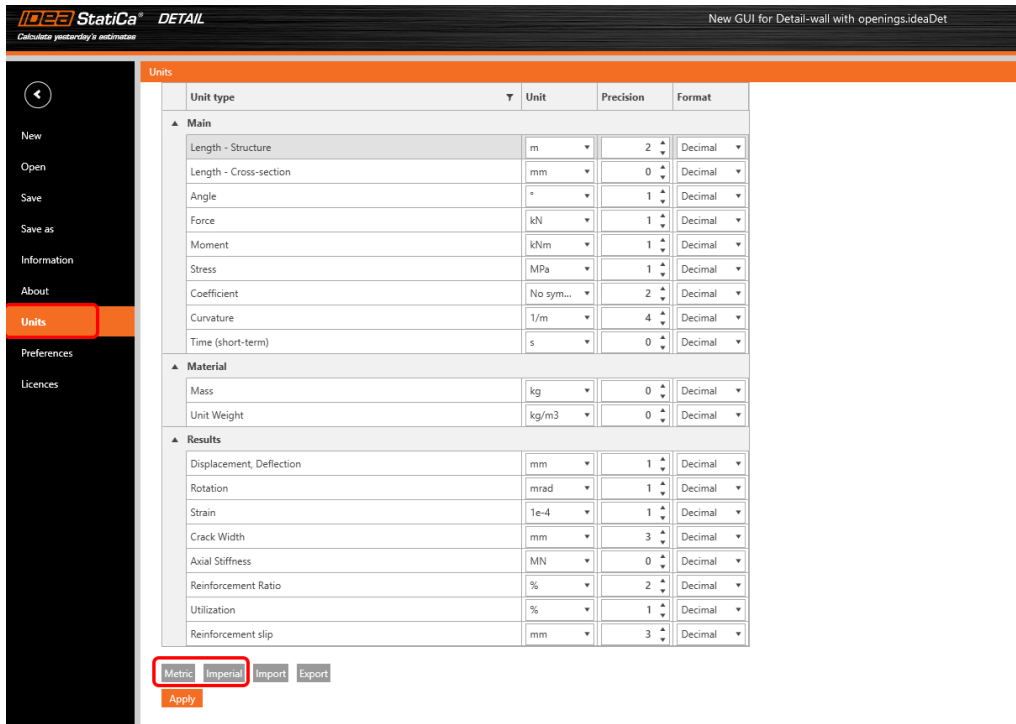 IDEA StatiCa® DETAIL
New GUI for Detail-wall with openings.ideaDet
Calculate yesterday's estimates
Units
Unit type Unit Precision Format
New
Open
Save
Save as
Information
About
Units
Preferences
Licences
Main
Length - Structure m 2 Decimal
Length - Cross-section mm 0 Decimal
Angle ° 1 Decimal
Force kN 1 Decimal
Moment kNm 1 Decimal
Stress MPa 1 Decimal
Coefficient No sym... 2 Decimal
Curvature 1/m 4 Decimal
Time (short-term) s 0 Decimal
Material
Mass kg 0 Decimal
Unit Weight kg/m3 0 Decimal
Results
Displacement, Deflection mm 1 Decimal
Rotation mrad 1 Decimal
Strain 1e-4 1 Decimal
Crack Width mm 3 Decimal
Axial Stiffness MN 0 Decimal
Reinforcement Ratio % 2 Decimal
Utilization % 1 Decimal
Reinforcement slip mm 3 Decimal
Metric Imperial Import Export
Apply